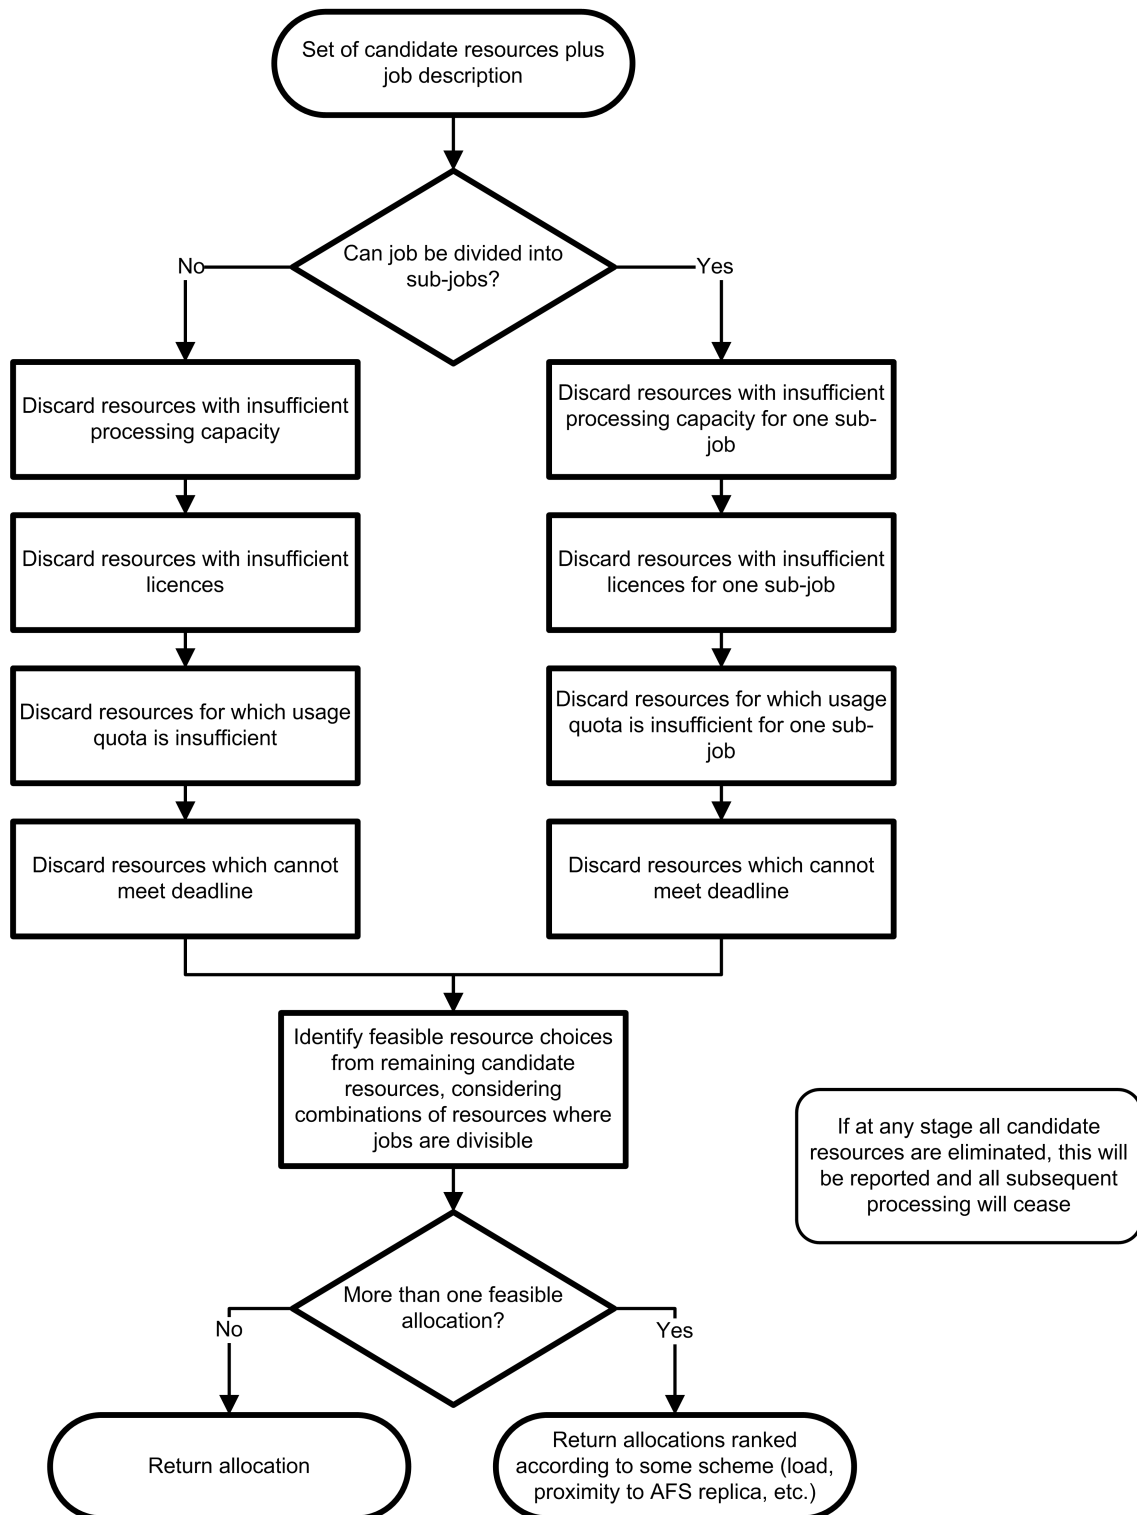 Set of candidate resources plus
job description
Can job be divided into
sub-jobs?
No
Yes
Discard resources with insufficient
processing capacity
Discard resources with insufficient
processing capacity for one sub-
job
Discard resources with insufficient
licences
Discard resources with insufficient
licences for one sub-job
Discard resources for which usage
quota is insufficient
Discard resources for which usage
quota is insufficient for one sub-
job
Discard resources which cannot
meet deadline
Discard resources which cannot
meet deadline
Identify feasible resource choices
from remaining candidate
resources, considering
combinations of resources where
jobs are divisible
If at any stage all candidate
resources are eliminated, this will
be reported and all subsequent
processing will cease
More than one feasible
allocation?
No
Yes
Return allocation
Return allocations ranked
according to some scheme (load,
proximity to AFS replica, etc.)